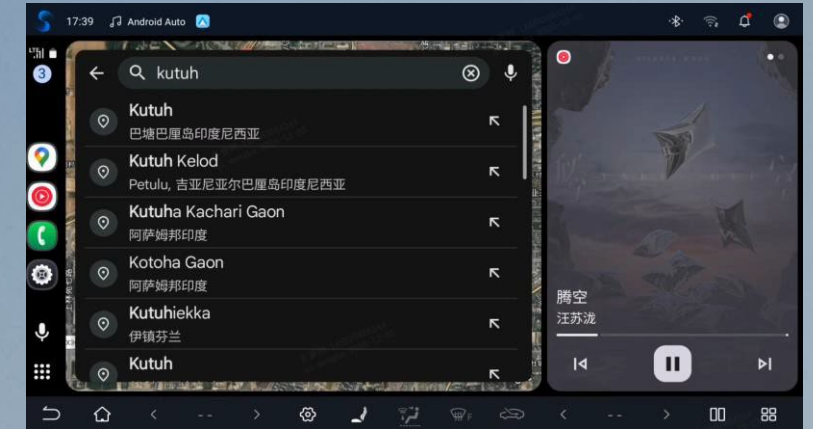 17:39 Android Auto
LTE
3
kutuh
Kutuh
巴塘巴厘岛印度尼西亚
Kutuh Kelod
Petulu, 吉亚尼亚尔巴厘岛印度尼西亚
Kutuha Kachari Gaon
阿萨姆邦印度
Kotoha Gaon
阿萨姆邦印度
Kutuhiekka
伊镇芬兰
Kutuh
腾空
汪苏泷
-- --